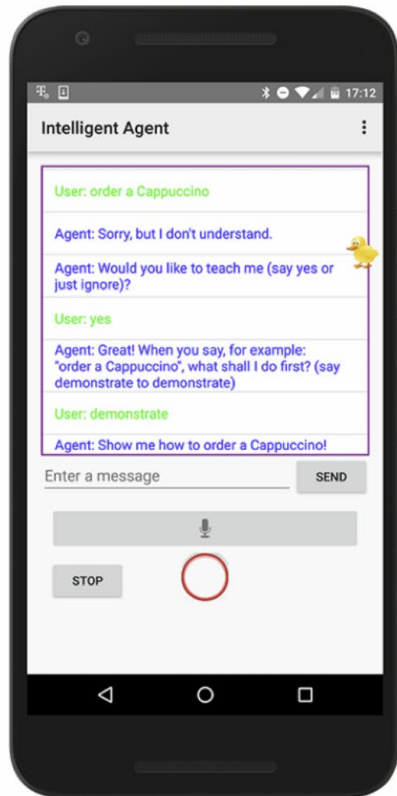 17:12
Intelligent Agent
User: order a Cappuccino
Agent: Sorry, but I don't understand.
Agent: Would you like to teach me (say yes or
just ignore)?
User: yes
Agent: Great! When you say, for example:
"order a Cappuccino", what shall I do first? (say
demonstrate to demonstrate)
User: demonstrate
Agent: Show me how to order a Cappuccino!
Enter a message
SEND
STOP